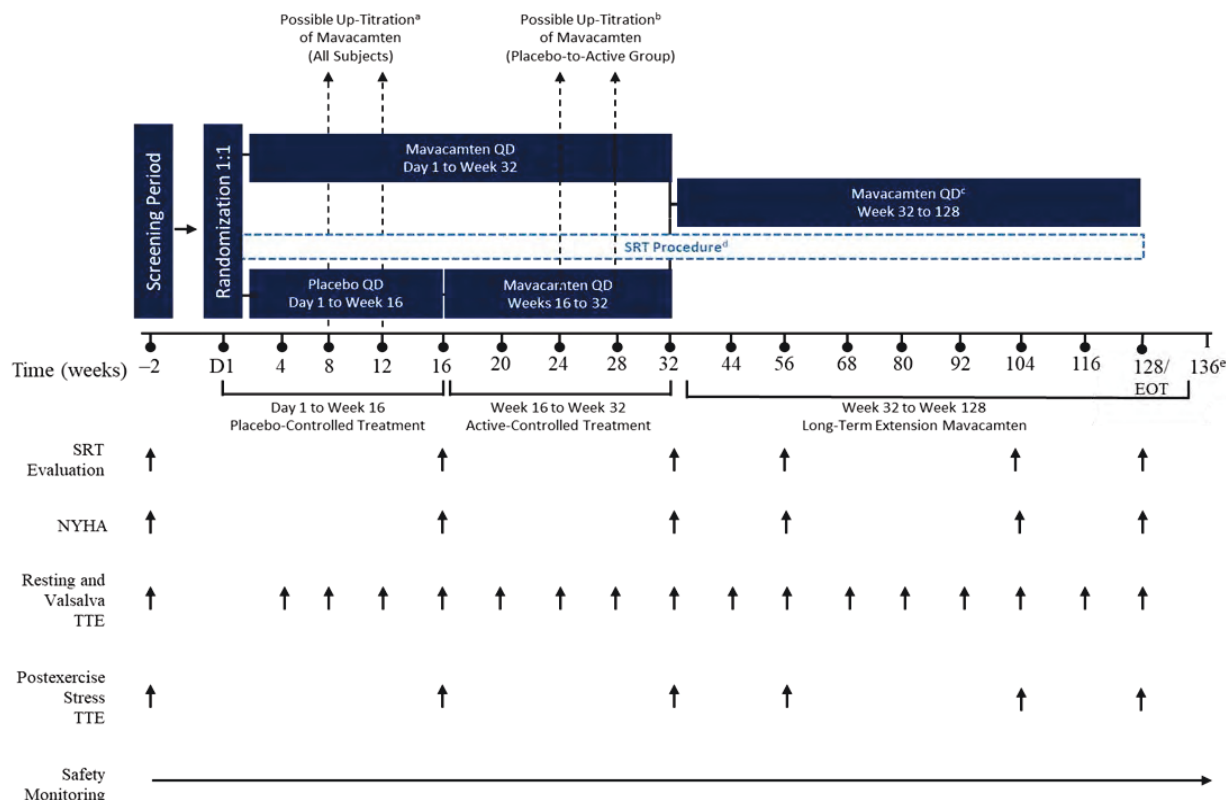 Possible Up-Titrationᵃ
of Mavacamten
(All Subjects)
Possible Up-Titrationᵇ
of Mavacamten
(Placebo-to-Active Group)
Screening Period
Randomization 1:1
Mavacamten QD
Day 1 to Week 32
Mavacamten QDᶜ
Week 32 to 128
SRT Procedureᵈ
Placebo QD
Day 1 to Week 16
Mavacamten QD
Weeks 16 to 32
Time (weeks) –2 D1 4 8 12 16 20 24 28 32 44 56 68 80 92 104 116 128/ 136ᵉ
EOT
Day 1 to Week 16
Placebo-Controlled Treatment
Week 16 to Week 32
Active-Controlled Treatment
Week 32 to Week 128
Long-Term Extension Mavacamten
SRT
Evaluation
NYHA
Resting and
Valsalva
TTE
Postexercise
Stress
TTE
Safety
Monitoring